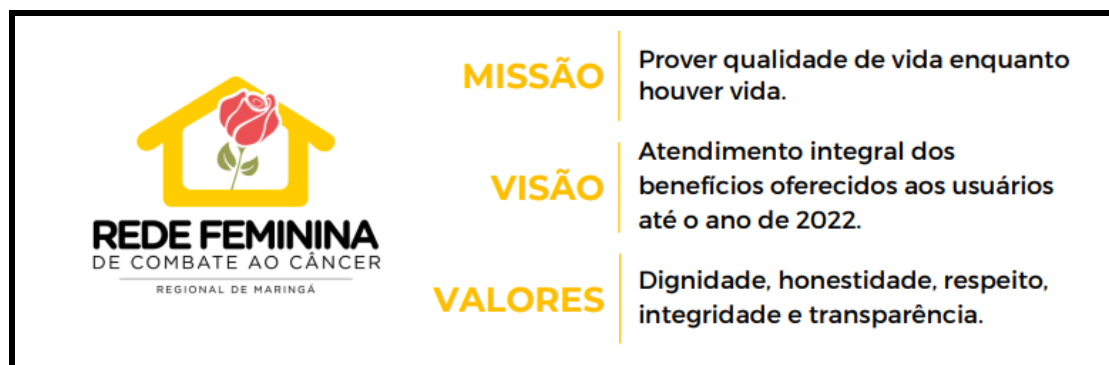 REDE FEMININA
DE COMBATE AO CÂNCER
REGIONAL DE MARINGÁ
MISSÃO
Prover qualidade de vida enquanto
houver vida.
VISÃO
Atendimento integral dos
benefícios oferecidos aos usuários
até o ano de 2022.
VALORES
Dignidade, honestidade, respeito,
integridade e transparência.